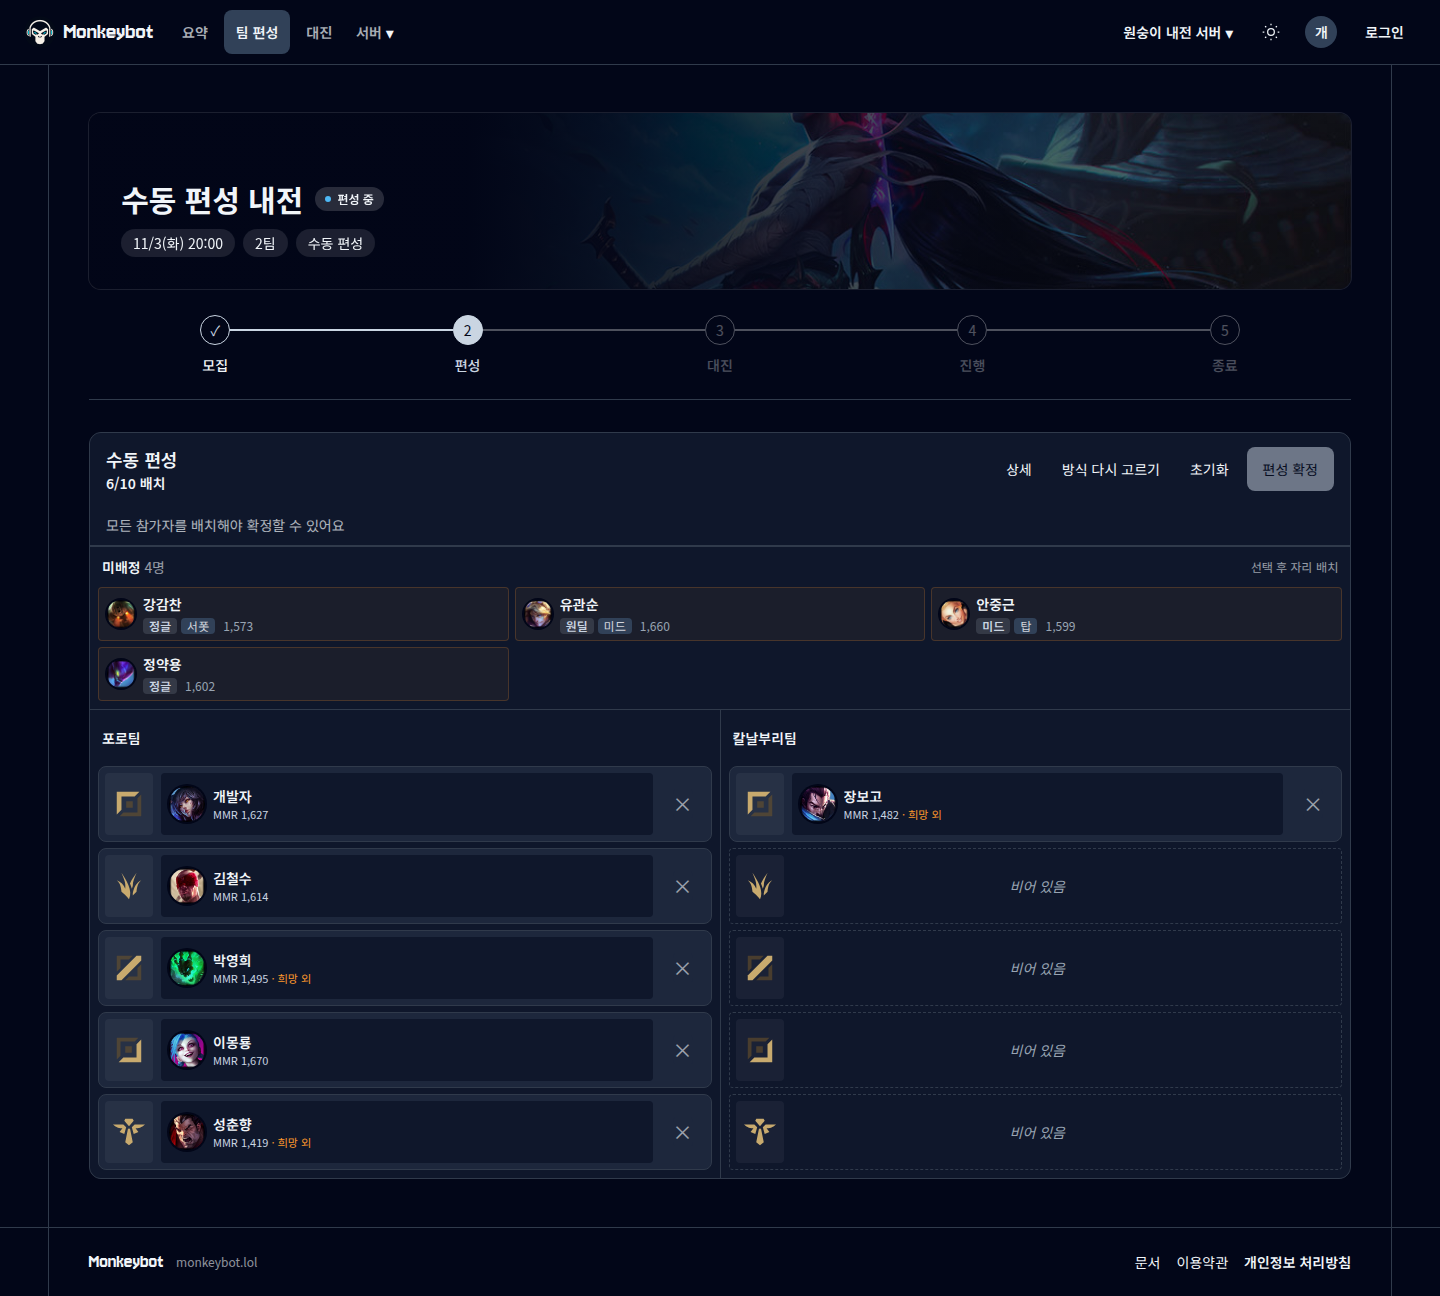 Monkeybot 요약 팀 편성 대진 서버 ▾ 원숭이 내전 서버 ▾ 개 로그인
수동 편성 내전 편성 중
11/3(화) 20:00 2팀 수동 편성
✓ 2 3 4 5
모집 편성 대진 진행 종료
수동 편성
6/10 배치
상세 방식 다시 고르기 초기화 편성 확정
모든 참가자를 배치해야 확정할 수 있어요
미배정 4명 선택 후 자리 배치
강감찬
정글 서폿 1,573
유관순
원딜 미드 1,660
안중근
미드 탑 1,599
정약용
정글 1,602
포로팀
개발자
MMR 1,627
김철수
MMR 1,614
박영희
MMR 1,495 · 희망 외
이몽룡
MMR 1,670
성춘향
MMR 1,419 · 희망 외
칼날부리팀
장보고
MMR 1,482 · 희망 외
비어 있음
비어 있음
비어 있음
비어 있음
Monkeybot monkeybot.lol 문서 이용약관 개인정보 처리방침